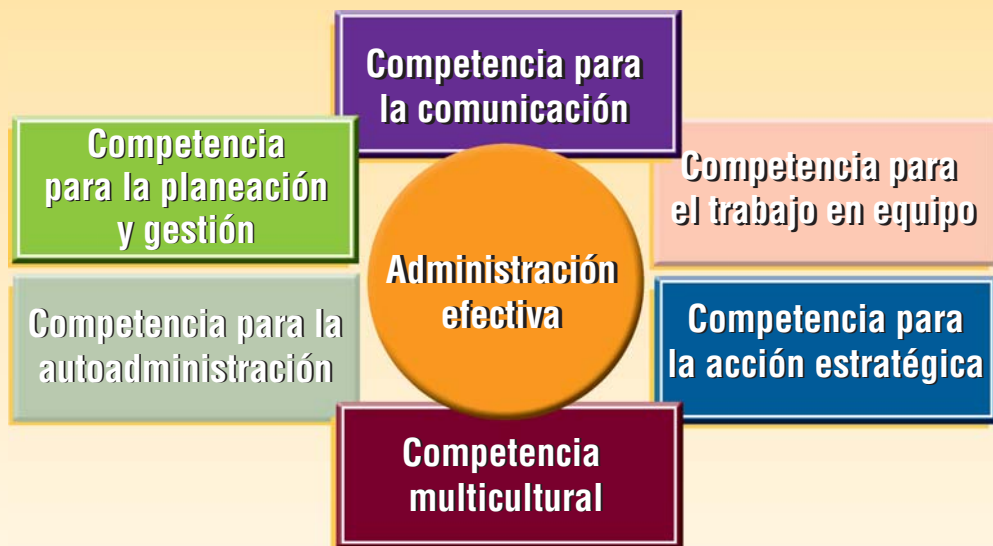 Competencia para
la comunicación
Competencia
para la planeación
y gestión
Competencia para
el trabajo en equipo
Administración
efectiva
Competencia para la
autoadministración
Competencia para
la acción estratégica
Competencia
multicultural